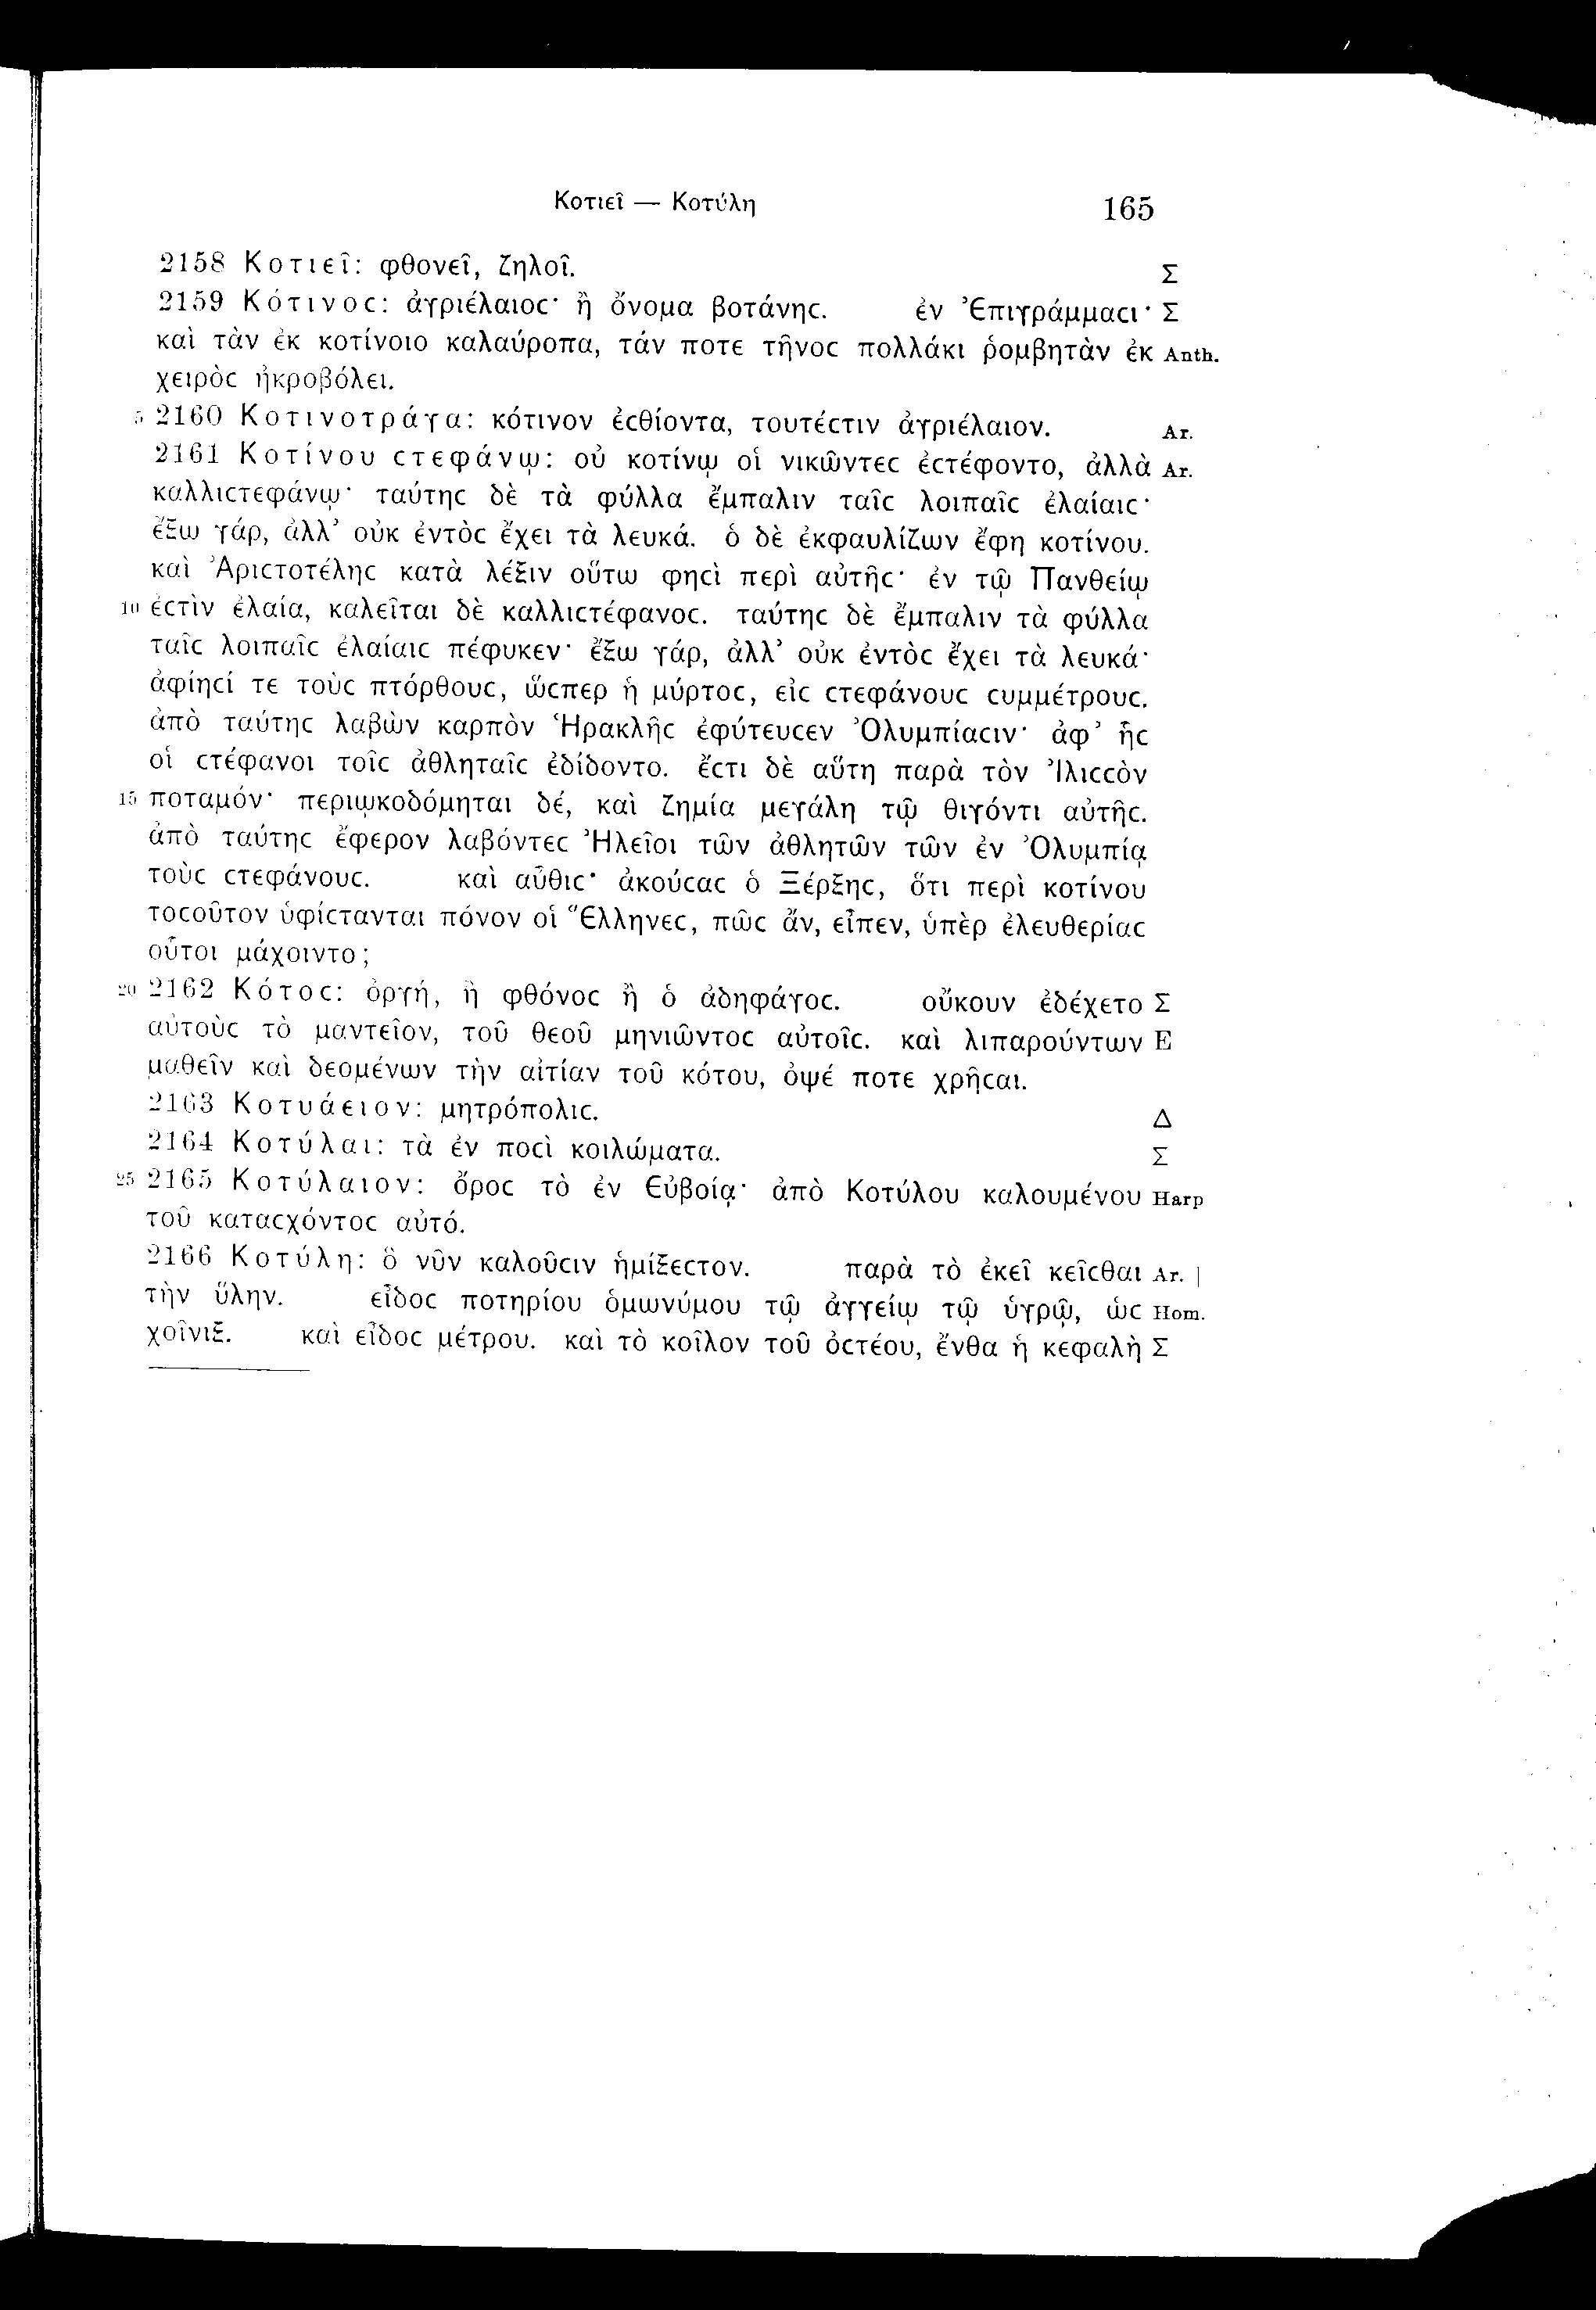 Κοτιεῖ — Κοτύλη 165
2158 Κοτιεῖ: φθονεῖ, ζηλοῖ. Σ
2159 Κότινοϲ: ἀγριέλαιοϲ· ἢ ὄνομα βοτάνηϲ. ἐν Ἐπιγράμμαϲι· Σ
καὶ τὰν ἐκ κοτίνοιο καλαύροπα, τάν ποτε τῆνοϲ πολλάκι ῥομβητὰν ἐκ Anth.
χειρὸϲ ἠκροβόλει.
5 2160 Κοτινοτράγα: κότινον ἐϲθίοντα, τουτέϲτιν ἀγριέλαιον. Ar.
2161 Κοτίνου ϲτεφάνῳ: οὐ κοτίνῳ οἱ νικῶντεϲ ἐϲτέφοντο, ἀλλὰ Ar.
καλλιϲτεφάνῳ· ταύτηϲ δὲ τὰ φύλλα ἔμπαλιν ταῖϲ λοιπαῖϲ ἐλαίαιϲ·
ἔξω γάρ, ἀλλ’ οὐκ ἐντὸϲ ἔχει τὰ λευκά. ὁ δὲ ἐκφαυλίζων ἔφη κοτίνου.
καὶ Ἀριϲτοτέληϲ κατὰ λέξιν οὕτω φηϲὶ περὶ αὐτῆϲ· ἐν τῷ Πανθείῳ
10 ἐϲτὶν ἐλαία, καλεῖται δὲ καλλιϲτέφανοϲ. ταύτηϲ δὲ ἔμπαλιν τὰ φύλλα
ταῖϲ λοιπαῖϲ ἐλαίαιϲ πέφυκεν· ἔξω γάρ, ἀλλ’ οὐκ ἐντὸϲ ἔχει τὰ λευκά·
ἀφίηϲί τε τοὺϲ πτόρθουϲ, ὥϲπερ ἡ μύρτοϲ, εἰϲ ϲτεφάνουϲ ϲυμμέτρουϲ.
ἀπὸ ταύτηϲ λαβὼν καρπὸν Ἡρακλῆϲ ἐφύτευϲεν Ὀλυμπίαϲιν· ἀφ’ ἧϲ
οἱ ϲτέφανοι τοῖϲ ἀθληταῖϲ ἐδίδοντο. ἔϲτι δὲ αὕτη παρὰ τὸν Ἰλιϲϲὸν
15 ποταμόν· περιῳκοδόμηται δέ, καὶ ζημία μεγάλη τῷ θιγόντι αὐτῆϲ.
ἀπὸ ταύτηϲ ἔφερον λαβόντεϲ Ἠλεῖοι τῶν ἀθλητῶν τῶν ἐν Ὀλυμπίᾳ
τοὺϲ ϲτεφάνουϲ. καὶ αὖθιϲ· ἀκούϲαϲ ὁ Ξέρξηϲ, ὅτι περὶ κοτίνου
τοϲοῦτον ὑφίϲτανται πόνον οἱ Ἕλληνεϲ, πῶϲ ἄν, εἶπεν, ὑπὲρ ἐλευθερίαϲ
οὗτοι μάχοιντο;
20 2162 Κότοϲ: ὀργή, ἢ φθόνοϲ ἢ ὁ ἀδηφάγοϲ. οὔκουν ἐδέχετο Σ
αὐτοὺϲ τὸ μαντεῖον, τοῦ θεοῦ μηνιῶντοϲ αὐτοῖϲ. καὶ λιπαρούντων E
μαθεῖν καὶ δεομένων τὴν αἰτίαν τοῦ κότου, ὀψέ ποτε χρῆϲαι.
2163 Κοτυάειον: μητρόπολιϲ. Δ
2164 Κοτύλαι: τὰ ἐν ποϲὶ κοιλώματα. Σ
25 2165 Κοτύλαιον: ὄροϲ τὸ ἐν Εὐβοίᾳ· ἀπὸ Κοτύλου καλουμένου Harp
τοῦ καταϲχόντοϲ αὐτό.
2166 Κοτύλη: ὃ νῦν καλοῦϲιν ἡμίξεϲτον. παρὰ τὸ ἐκεῖ κεῖϲθαι Ar. |
τὴν ὕλην. εἶδοϲ ποτηρίου ὁμωνύμου τῷ ἀγγείῳ τῷ ὑγρῷ, ὡϲ Hom.
χοῖνιξ. καὶ εἶδοϲ μέτρου. καὶ τὸ κοῖλον τοῦ ὀϲτέου, ἔνθα ἡ κεφαλὴ Σ